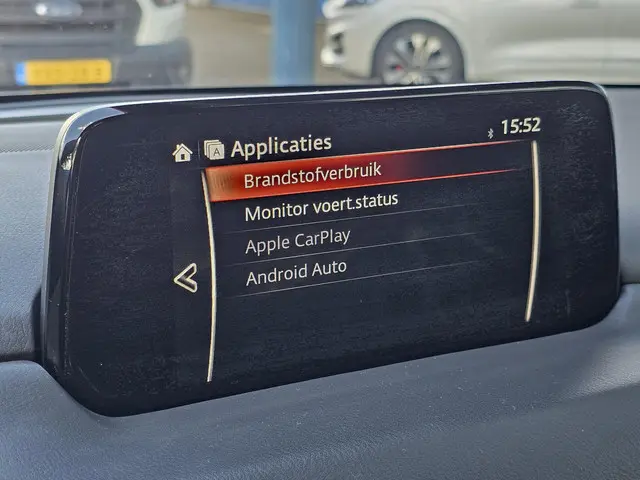 Applicaties
15:52
Brandstofverbruik
Monitor voert.status
Apple CarPlay
Android Auto